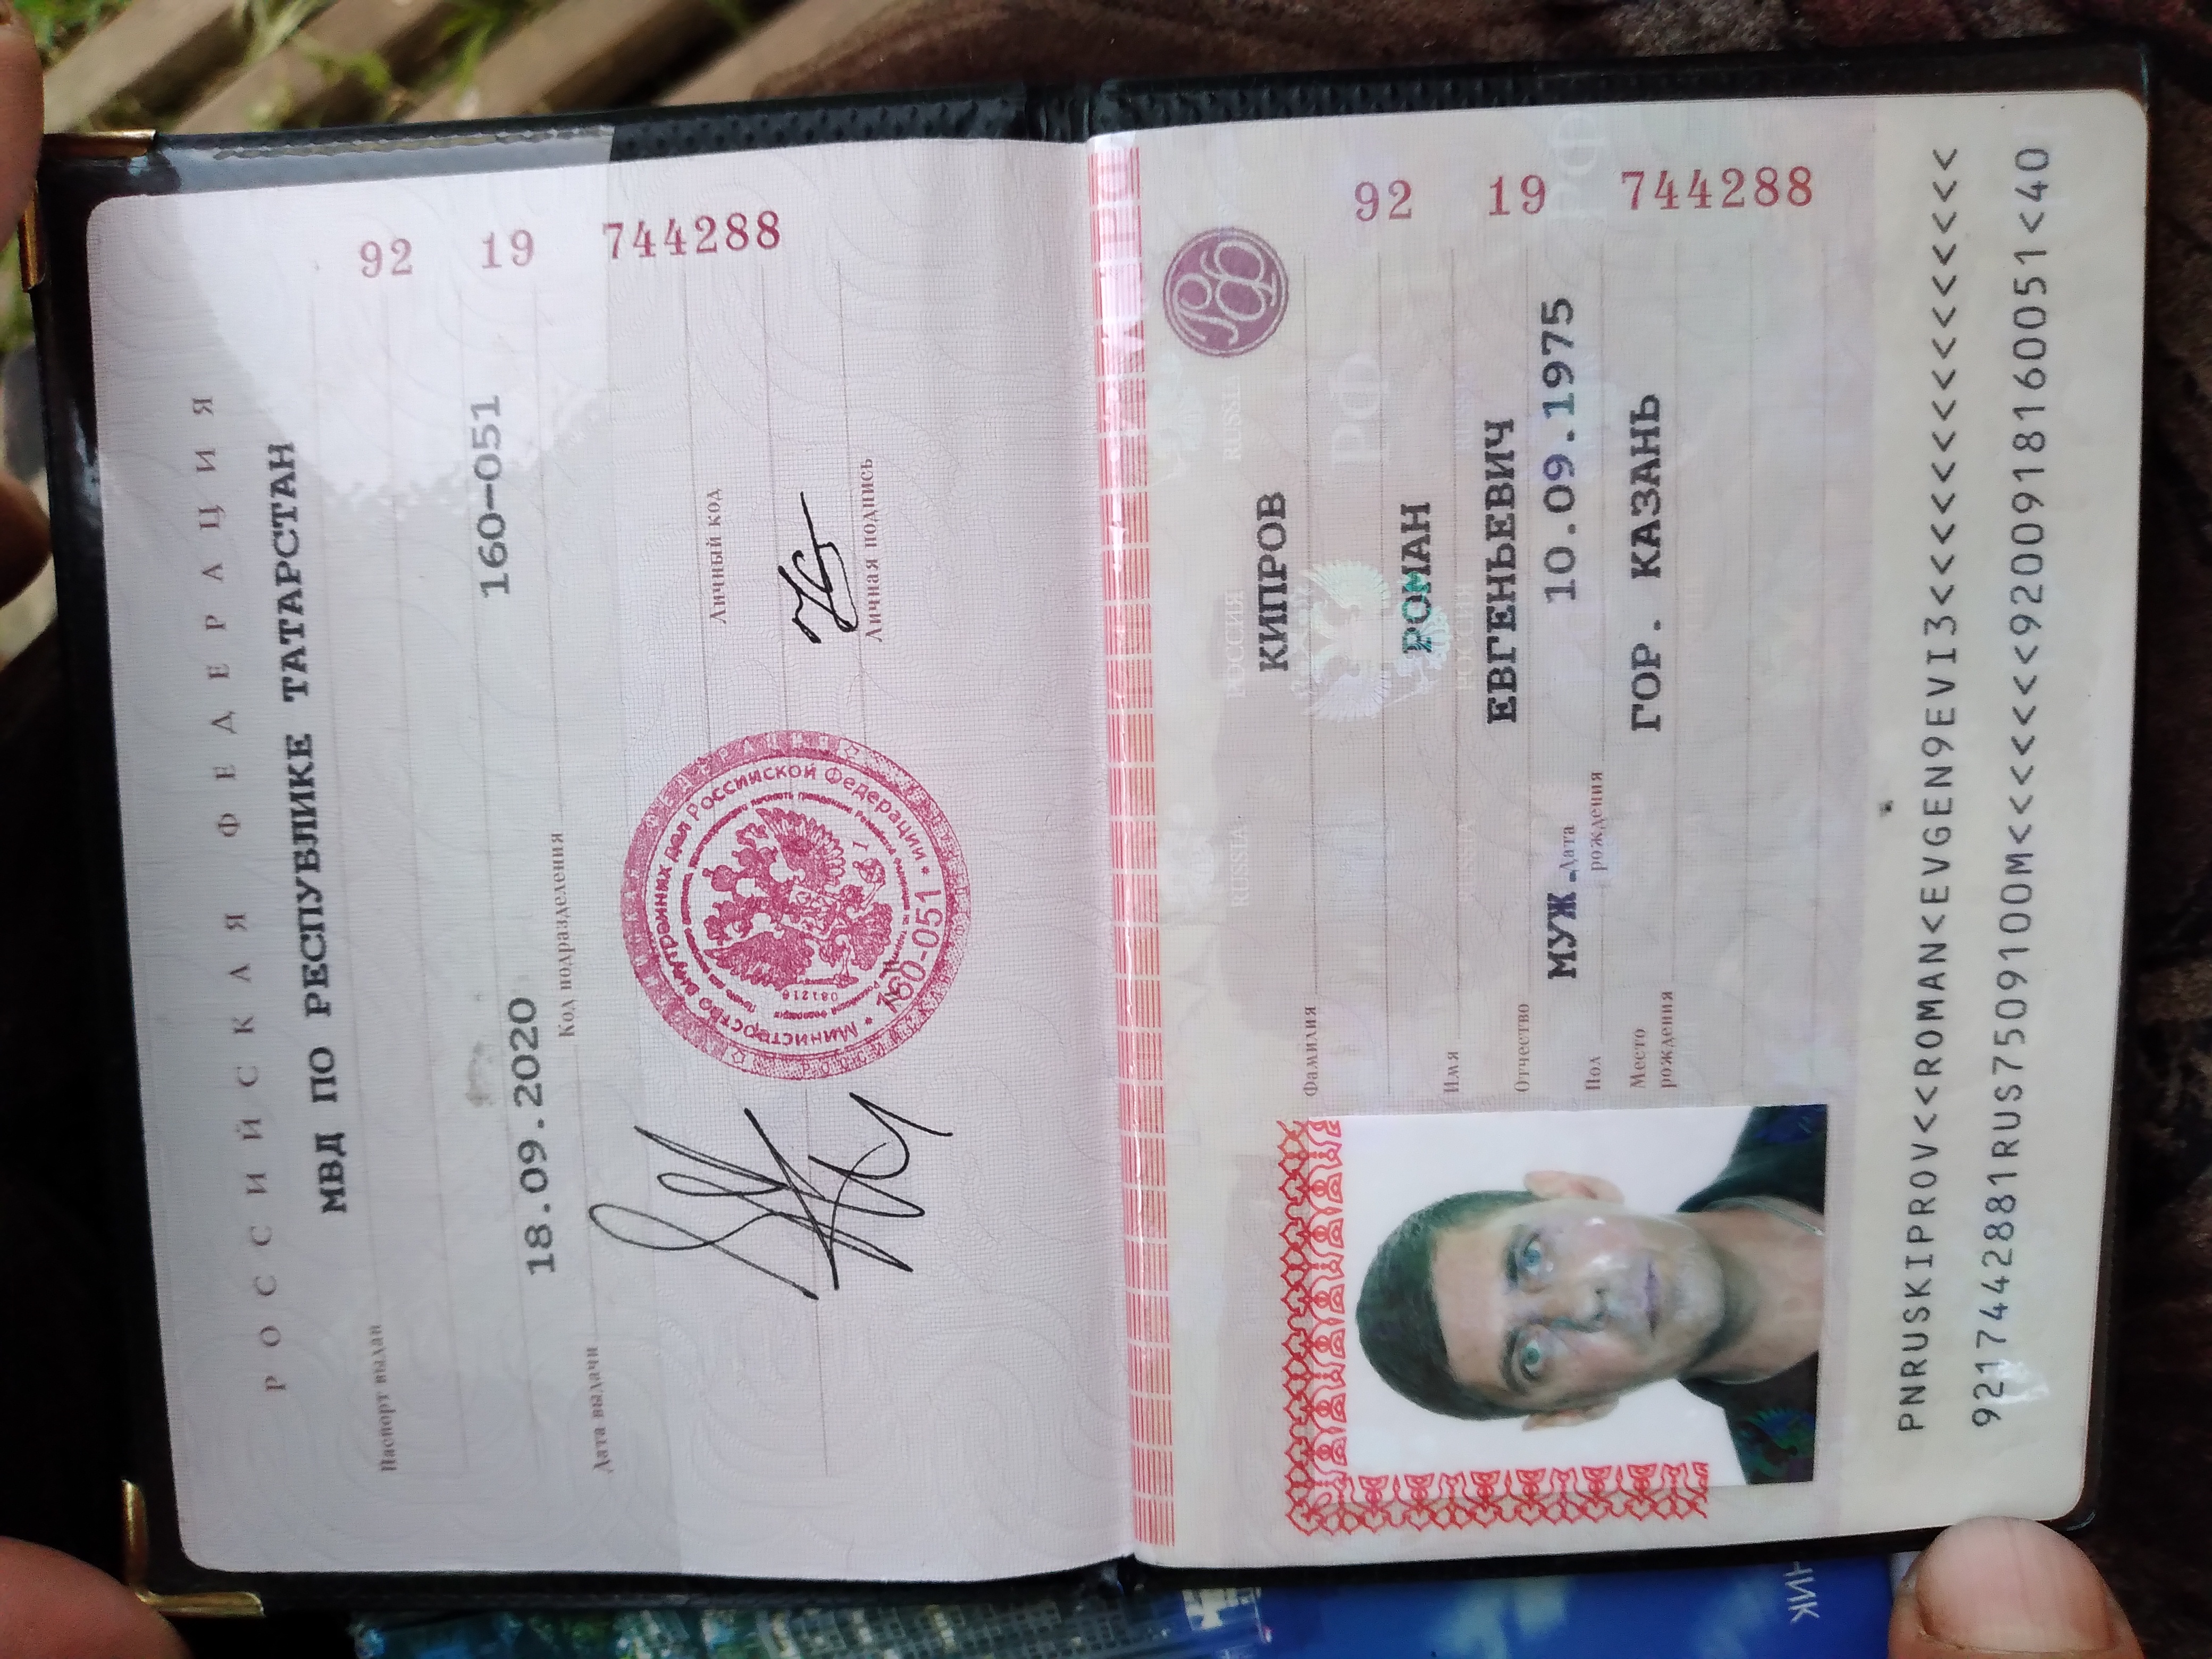 РОССИЙСКАЯ ФЕДЕРАЦИЯ
МВД ПО РЕСПУБЛИКЕ ТАТАРСТАН
Паспорт выдан
18.09.2020
160-051
Дата выдачи
Код подразделения
Личный код
Личная подпись
Министерство внутренних дел Российской Федерации
160-051
92 19 744288
RUSSIA РОССИЯ RUSSIA
РФ
КИПРОВ
Фамилия
РФ
РОМАН
Имя
RUSSIA РОССИЯ RUSSIA
ЕВГЕНЬЕВИЧ
Отчество
МУЖ.
Пол
Дата
рождения
10.09.1975
Место
рождения
ГОР. КАЗАНЬ
92 19 744288
PNRUSKIPROV<<ROMAN<EVGEN9EVI3<<<<<<<<<<<<<<<
9217442881RUS7509100M<<<<<<<9200918160051<40